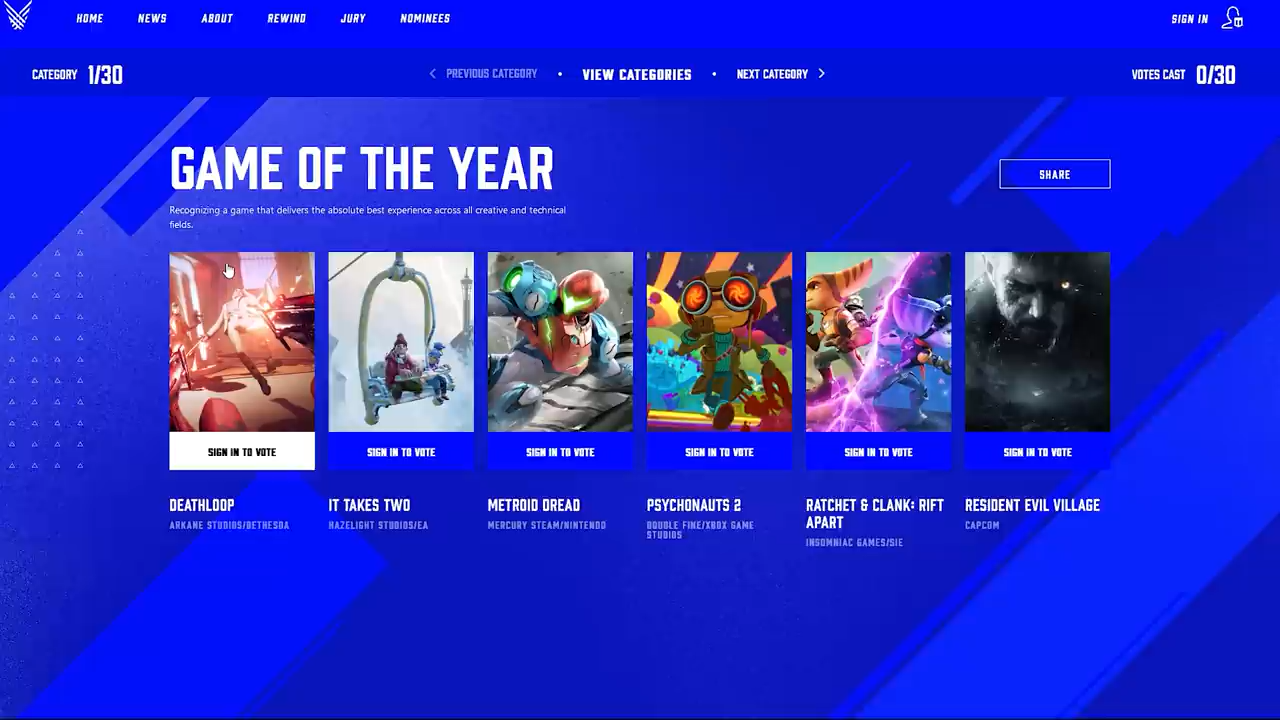 HOME NEWS ABOUT REWIND JURY NOMINEES SIGN IN
CATEGORY 1/30 PREVIOUS CATEGORY • VIEW CATEGORIES • NEXT CATEGORY VOTES CAST 0/30
GAME OF THE YEAR
SHARE
Recognizing a game that delivers the absolute best experience across all creative and technical
fields.
SIGN IN TO VOTE SIGN IN TO VOTE SIGN IN TO VOTE SIGN IN TO VOTE SIGN IN TO VOTE SIGN IN TO VOTE
DEATHLOOP
ARKANE STUDIOS/BETHESDA
IT TAKES TWO
HAZELIGHT STUDIOS/EA
METROID DREAD
MERCURY STEAM/NINTENDO
PSYCHONAUTS 2
DOUBLE FINE/XBOX GAME
STUDIOS
RATCHET & CLANK: RIFT
APART
INSOMNIAC GAMES/SIE
RESIDENT EVIL VILLAGE
CAPCOM